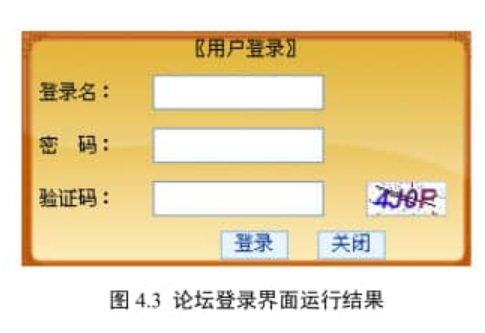 〖用户登录〗
登录名：
密 码：
验证码： 4J0P
登录 关闭
图 4.3 论坛登录界面运行结果